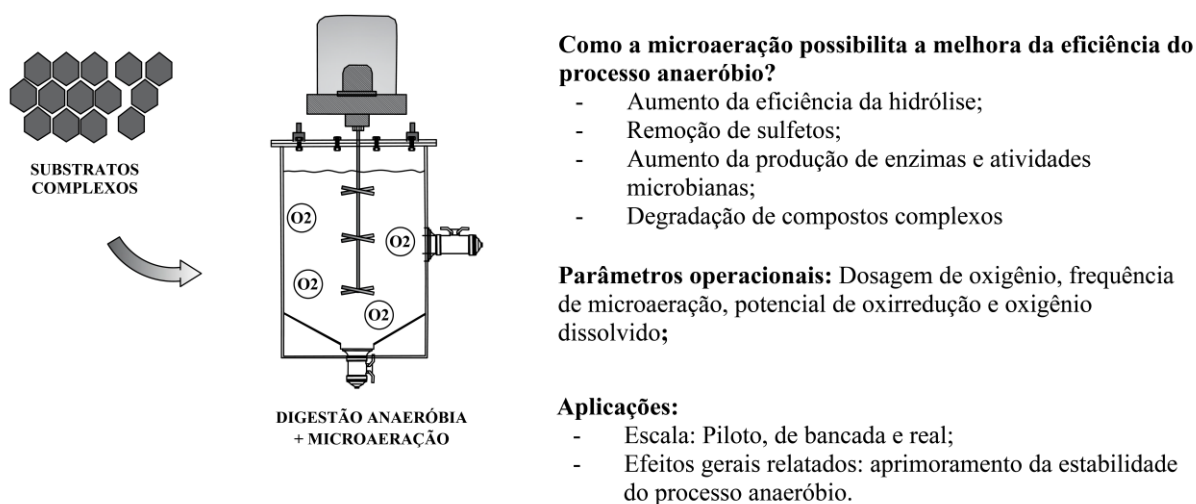 SUBSTRATOS
COMPLEXOS
O2
O2
O2
O2
DIGESTÃO ANAERÓBIA
+ MICROAERAÇÃO
Como a microaeração possibilita a melhora da eficiência do
processo anaeróbio?
- Aumento da eficiência da hidrólise;
- Remoção de sulfetos;
- Aumento da produção de enzimas e atividades
microbianas;
- Degradação de compostos complexos
Parâmetros operacionais: Dosagem de oxigênio, frequência
de microaeração, potencial de oxirredução e oxigênio
dissolvido;
Aplicações:
- Escala: Piloto, de bancada e real;
- Efeitos gerais relatados: aprimoramento da estabilidade
do processo anaeróbio.